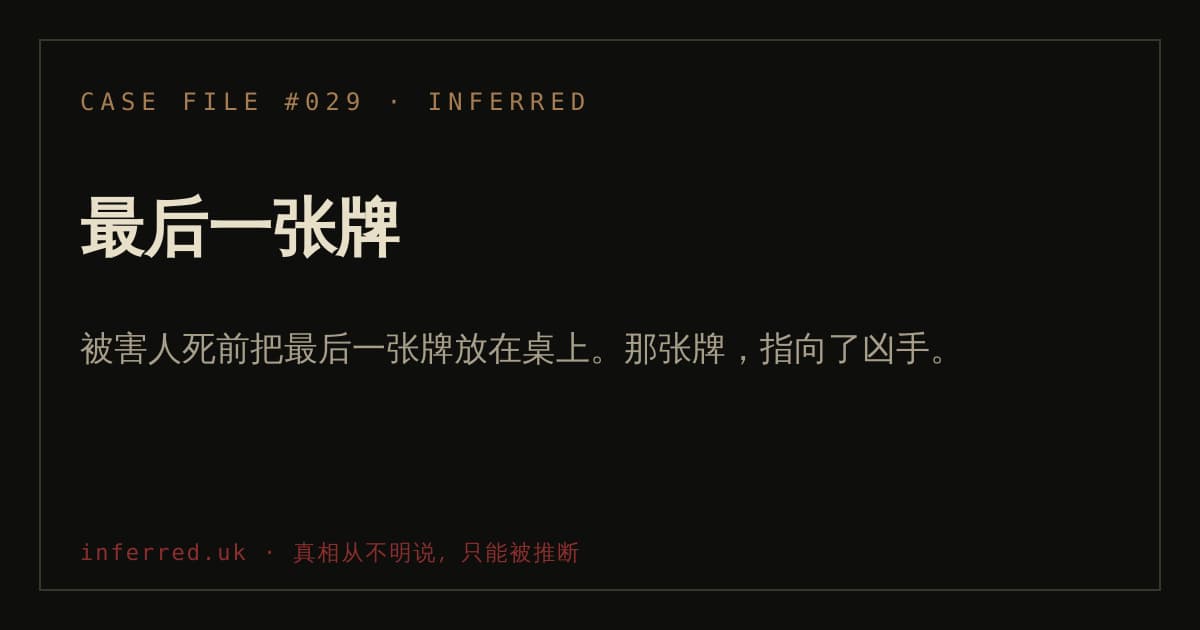 CASE FILE #029 · INFERRED
最后一张牌
被害人死前把最后一张牌放在桌上。那张牌，指向了凶手。
inferred.uk · 真相从不明说，只能被推断